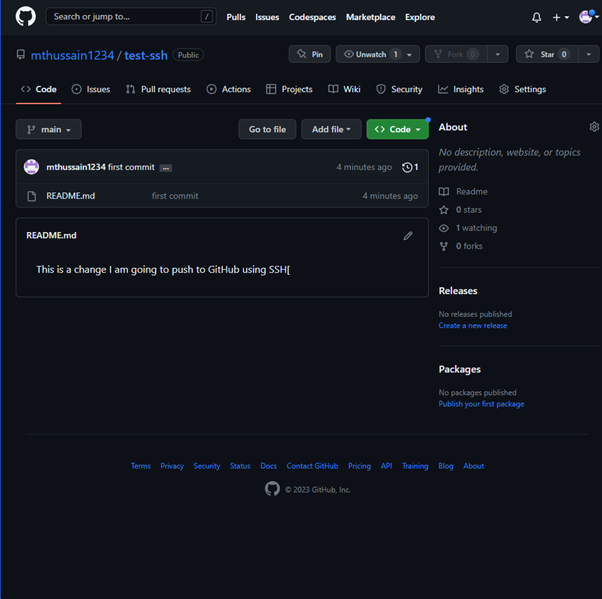 Search or jump to... /
Pulls Issues Codespaces Marketplace Explore
mthussain1234 / test-ssh Public
Pin Unwatch 1 Fork 0 Star 0
Code Issues Pull requests Actions Projects Wiki Security Insights Settings
main Go to file Add file Code
mthussain1234 first commit ... 4 minutes ago 1
README.md first commit 4 minutes ago
README.md
This is a change I am going to push to GitHub using SSH[
About
No description, website, or topics
provided.
Readme
0 stars
1 watching
0 forks
Releases
No releases published
Create a new release
Packages
No packages published
Publish your first package
Terms Privacy Security Status Docs Contact GitHub Pricing API Training Blog About
© 2023 GitHub, Inc.